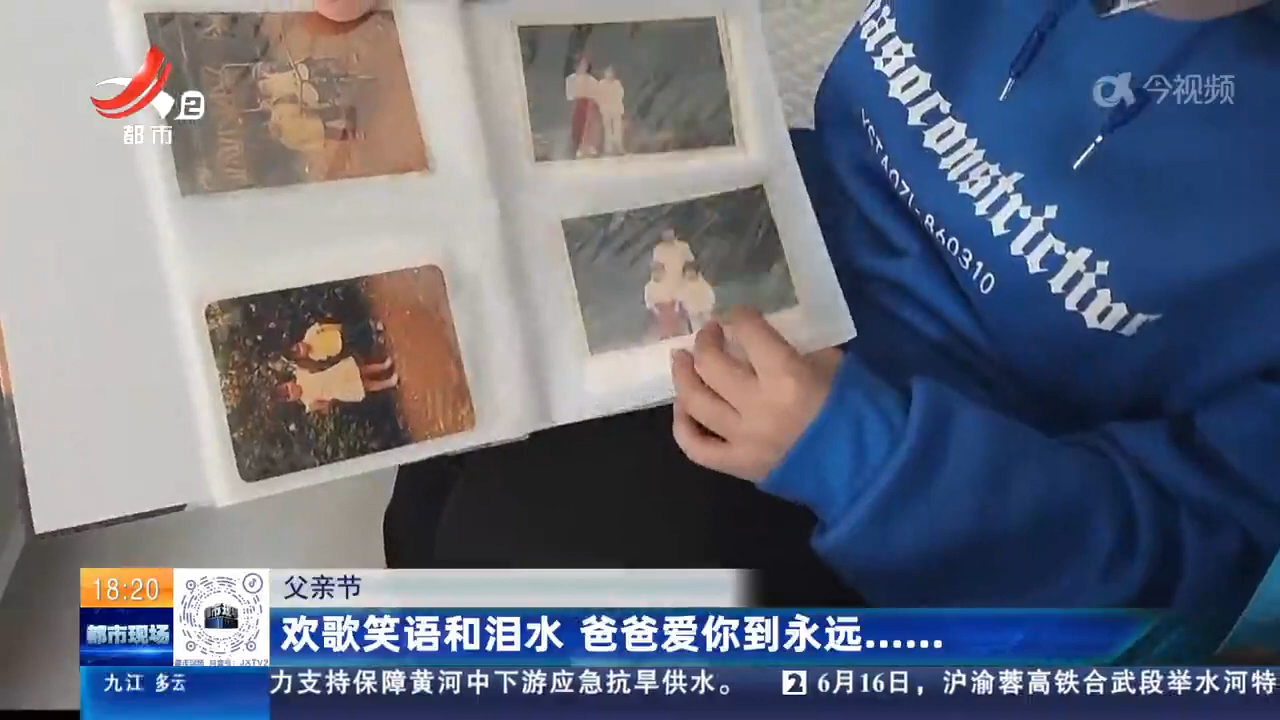 2
都市
今视频
nasoronstrictior
YSTAOZL-860310
父亲节
18:20
都市现场
欢歌笑语和泪水 爸爸爱你到永远......
九江 多云
力支持保障黄河中下游应急抗旱供水。 2 6月16日，沪渝蓉高铁合武段举水河特